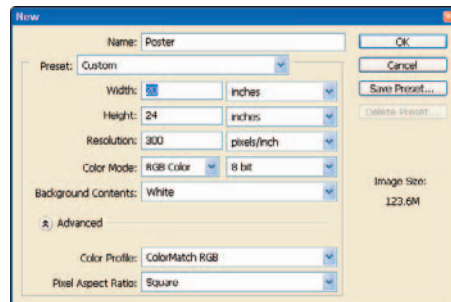 New
Name: Poster
OK
Preset: Custom
Cancel
Width: 20 inches
Save Preset...
Height: 24 inches
Delete Preset...
Resolution: 300 pixels/inch
Color Mode: RGB Color 8 bit
Image Size:
Background Contents: White
123.6M
Advanced
Color Profile: ColorMatch RGB
Pixel Aspect Ratio: Square